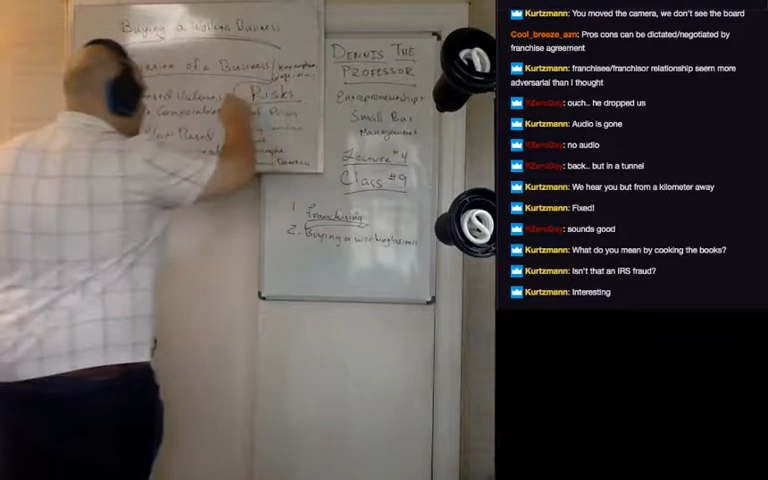 Buying a Working Business
of a Business/
Risks
DENNIS THE
PROFESSOR
Entrepreneurship +
Small Bus
Management
Lecture #4
Class #9
1. Franchising
2. Buying a working business
Kurtzmann: You moved the camera, we don't see the board
Cool_breeze_azn: Pros cons can be dictated/negotiated by
franchise agreement
Kurtzmann: franchisee/franchisor relationship seem more
adversarial than I thought
ouch.. he dropped us
Kurtzmann: Audio is gone
no audio
back.. but in a tunnel
Kurtzmann: We hear you but from a kilometer away
Kurtzmann: Fixed!
sounds good
Kurtzmann: What do you mean by cooking the books?
Kurtzmann: Isn't that an IRS fraud?
Kurtzmann: Interesting